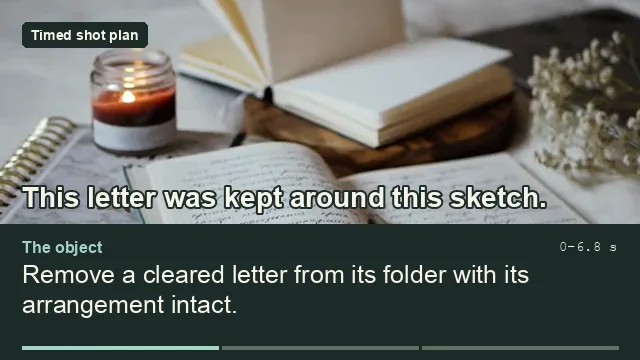 Timed shot plan
This letter was kept around this sketch.
The object
0–6.8 s
Remove a cleared letter from its folder with its
arrangement intact.